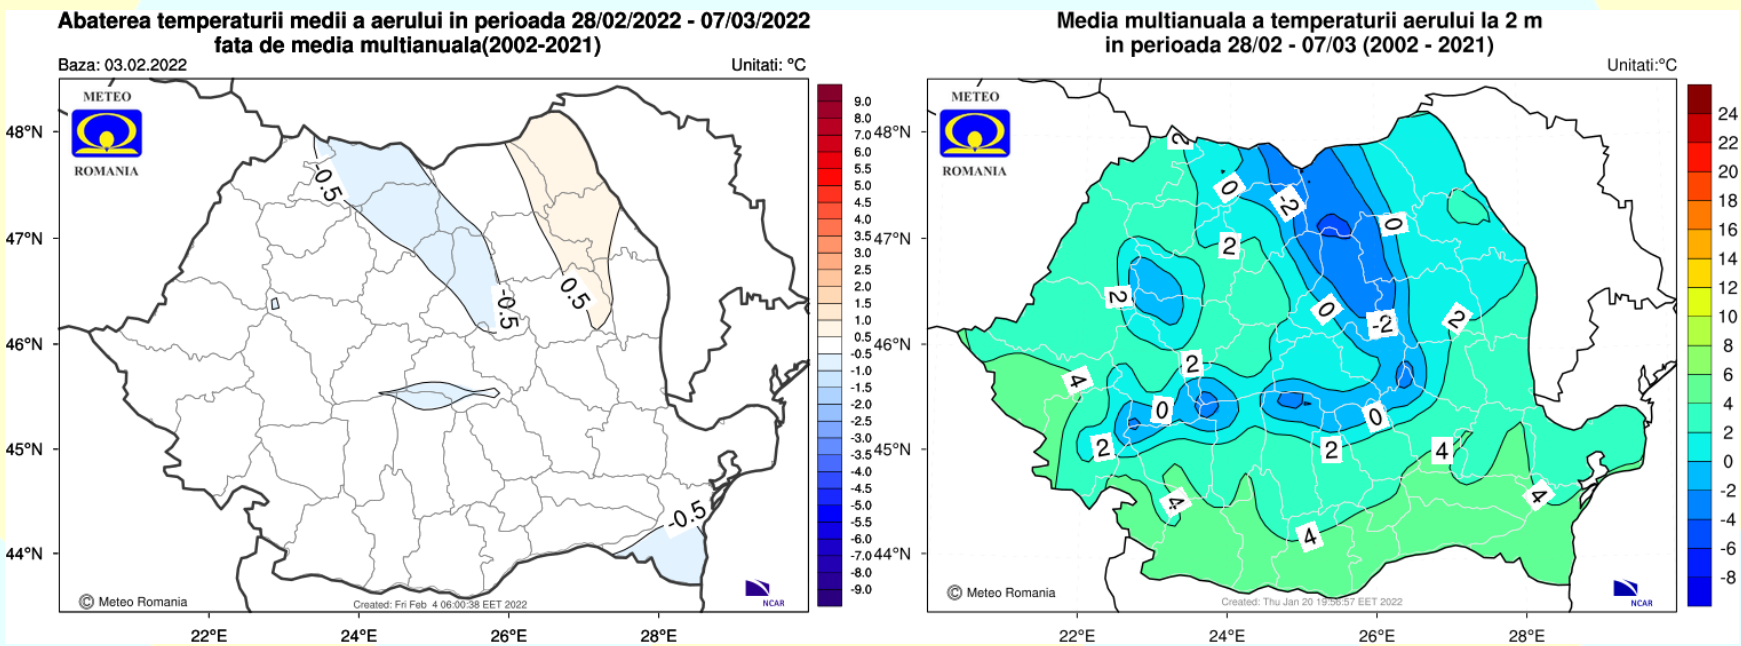 Abaterea temperaturii medii a aerului in perioada 28/02/2022 - 07/03/2022
fata de media multianuala(2002-2021)
Baza: 03.02.2022
Unitati: °C
METEO
ROMANIA
48°N
47°N
46°N
45°N
44°N
-0.5
-0.5
0.5
-0.5
9.0
8.0
7.0
6.0
5.5
5.0
4.5
4.0
3.5
3.0
2.5
2.0
1.5
1.0
0.5
-0.5
-1.0
-1.5
-2.0
-2.5
-3.0
-3.5
-4.0
-4.5
-5.0
-5.5
-6.0
-7.0
-8.0
-9.0
© Meteo Romania
Created: Fri Feb 4 06:00:38 EET 2022
NCAR
22°E
24°E
26°E
28°E
Media multianuala a temperaturii aerului la 2 m
in perioada 28/02 - 07/03 (2002 - 2021)
Unitati:°C
METEO
ROMANIA
48°N
47°N
46°N
45°N
44°N
2
0
-2
0
2
2
0
-2
2
2
4
0
0
2
2
4
4
4
4
24
22
20
18
16
14
12
10
8
6
4
2
0
-2
-4
-6
-8
© Meteo Romania
Created: Thu Jan 20 19:56:57 EET 2022
NCAR
22°E
24°E
26°E
28°E